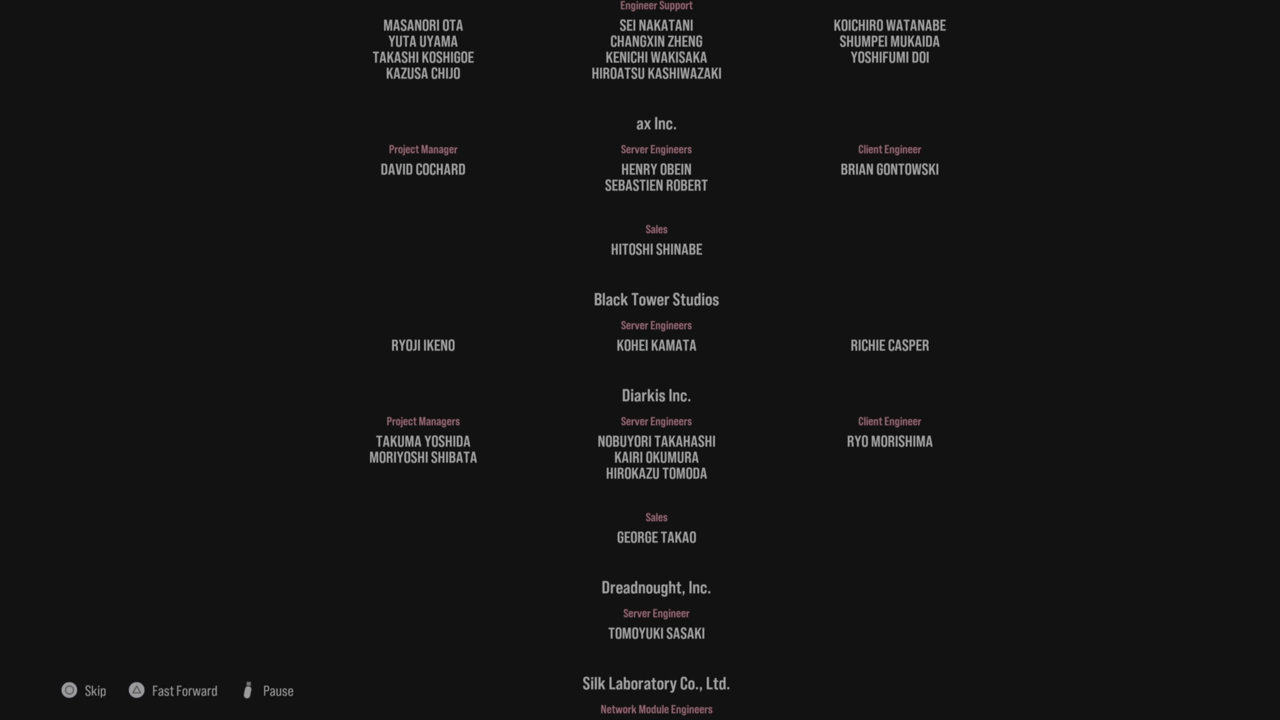 Engineer Support
MASANORI OTA SEI NAKATANI KOICHIRO WATANABE
YUTA UYAMA CHANGXIN ZHENG SHUMPEI MUKAIDA
TAKASHI KOSHIGOE KENICHI WAKISAKA YOSHIFUMI DOI
KAZUSA CHIJO HIROATSU KASHIWAZAKI
ax Inc.
Project Manager Server Engineers Client Engineer
DAVID COCHARD HENRY OBEIN BRIAN GONTOWSKI
SEBASTIEN ROBERT
Sales
HITOSHI SHINABE
Black Tower Studios
Server Engineers
RYOJI IKENO KOHEI KAMATA RICHIE CASPER
Diarkis Inc.
Project Managers Server Engineers Client Engineer
TAKUMA YOSHIDA NOBUYORI TAKAHASHI RYO MORISHIMA
MORIYOSHI SHIBATA KAIRI OKUMURA
HIROKAZU TOMODA
Sales
GEORGE TAKAO
Dreadnought, Inc.
Server Engineer
TOMOYUKI SASAKI
Silk Laboratory Co., Ltd.
Network Module Engineers
Skip Fast Forward Pause